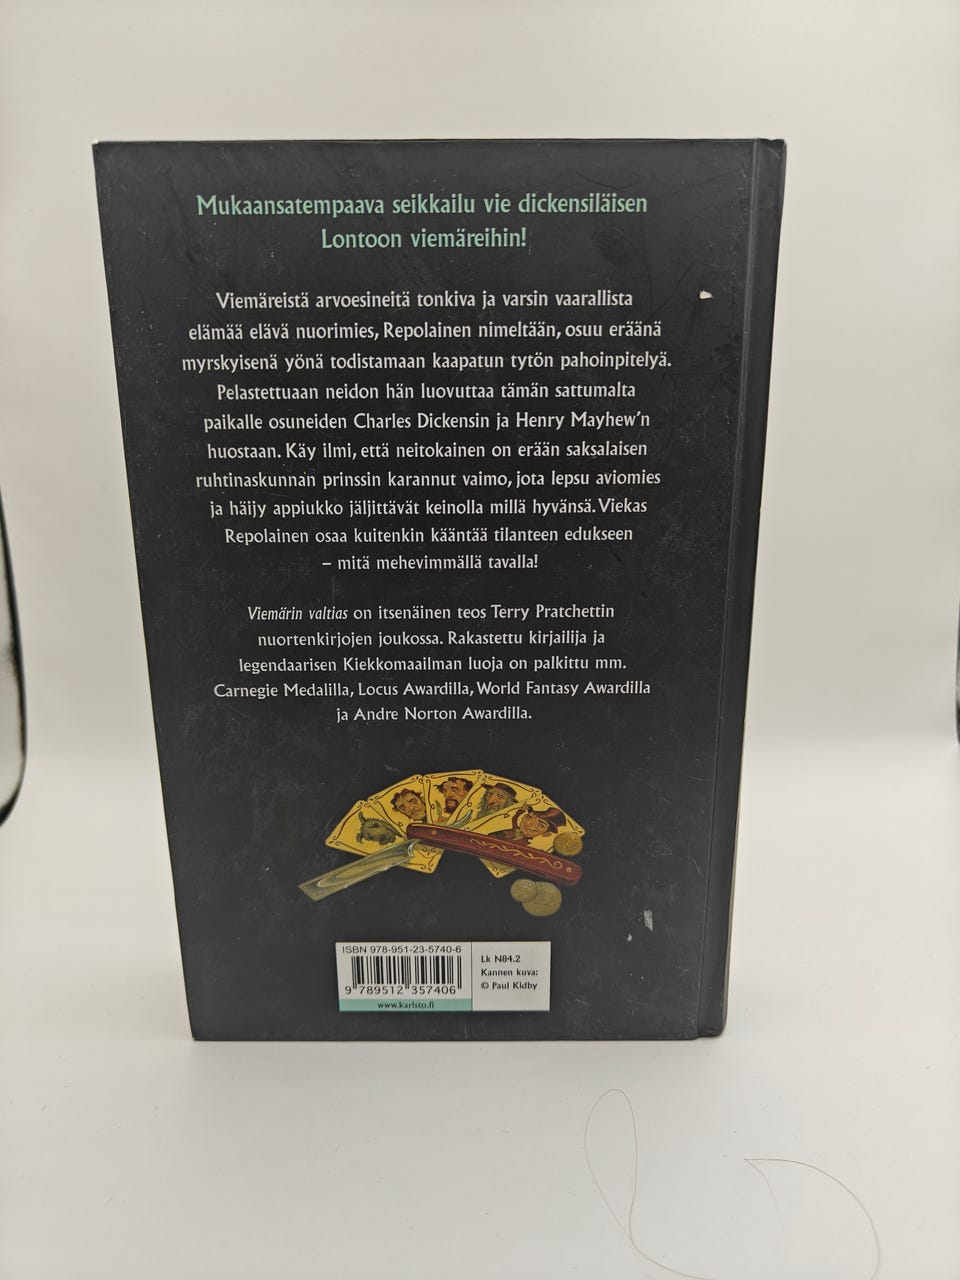 Mukaansatempaava seikkailu vie dickensiläisen
Lontoon viemäreihin!
Viemäreistä arvoesineitä tonkiva ja varsin vaarallista
elämää elävä nuorimies, Repolainen nimeltään, osuu eräänä
myrskyisenä yönä todistamaan kaapatun tytön pahoinpitelyä.
Pelastettuaan neidon hän luovuttaa tämän sattumalta
paikalle osuneiden Charles Dickensin ja Henry Mayhew'n
huostaan. Käy ilmi, että neitokainen on erään saksalaisen
ruhtinaskunnan prinssin karannut vaimo, jota lepsu aviomies
ja häijy appiukko jäljittävät keinolla millä hyvänsä. Viekas
Repolainen osaa kuitenkin kääntää tilanteen edukseen
– mitä mehevimmällä tavalla!
Viemärin valtias on itsenäinen teos Terry Pratchettin
nuortenkirjojen joukossa. Rakastettu kirjailija ja
legendaarisen Kiekkomaailman luoja on palkittu mm.
Carnegie Medalilla, Locus Awardilla, World Fantasy Awardilla
ja Andre Norton Awardilla.
ISBN 978-951-23-5740-6
9 789512 357406
www.karisto.fi
Lk N84.2
Kannen kuva:
© Paul Kidby